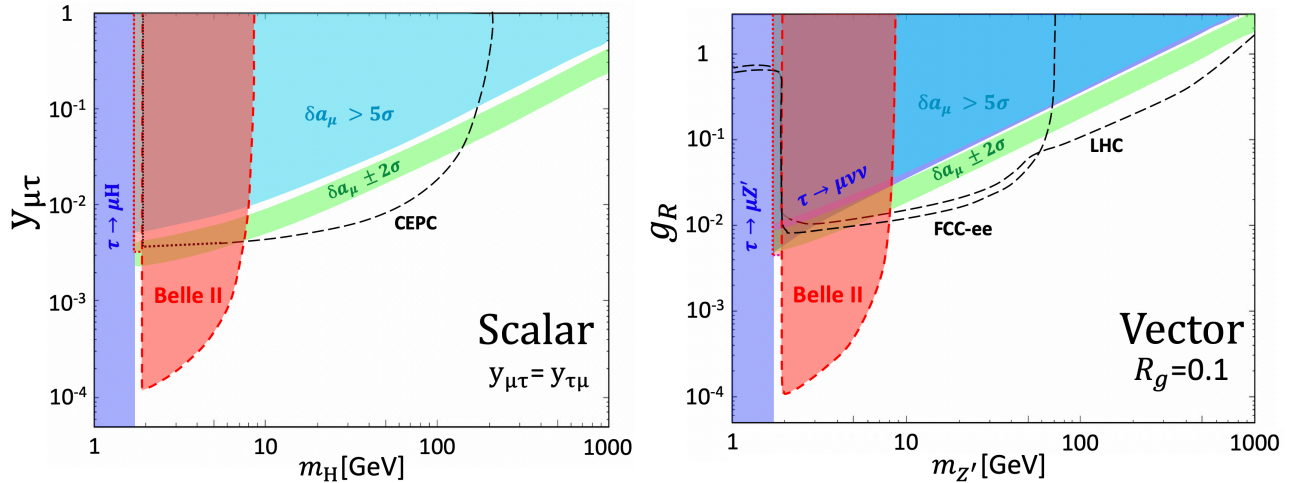 1
10⁻¹
10⁻²
10⁻³
10⁻⁴
y_μτ
τ → μH
δa_μ > 5σ
δa_μ ± 2σ
CEPC
Belle II
Scalar
y_μτ = y_τμ
1 10 100 1000
m_H[GeV]
1
10⁻¹
10⁻²
10⁻³
10⁻⁴
g_R
τ → μZ′
τ → μνν
δa_μ > 5σ
δa_μ ± 2σ
LHC
FCC-ee
Belle II
Vector
R_g=0.1
1 10 100 1000
m_Z′[GeV]